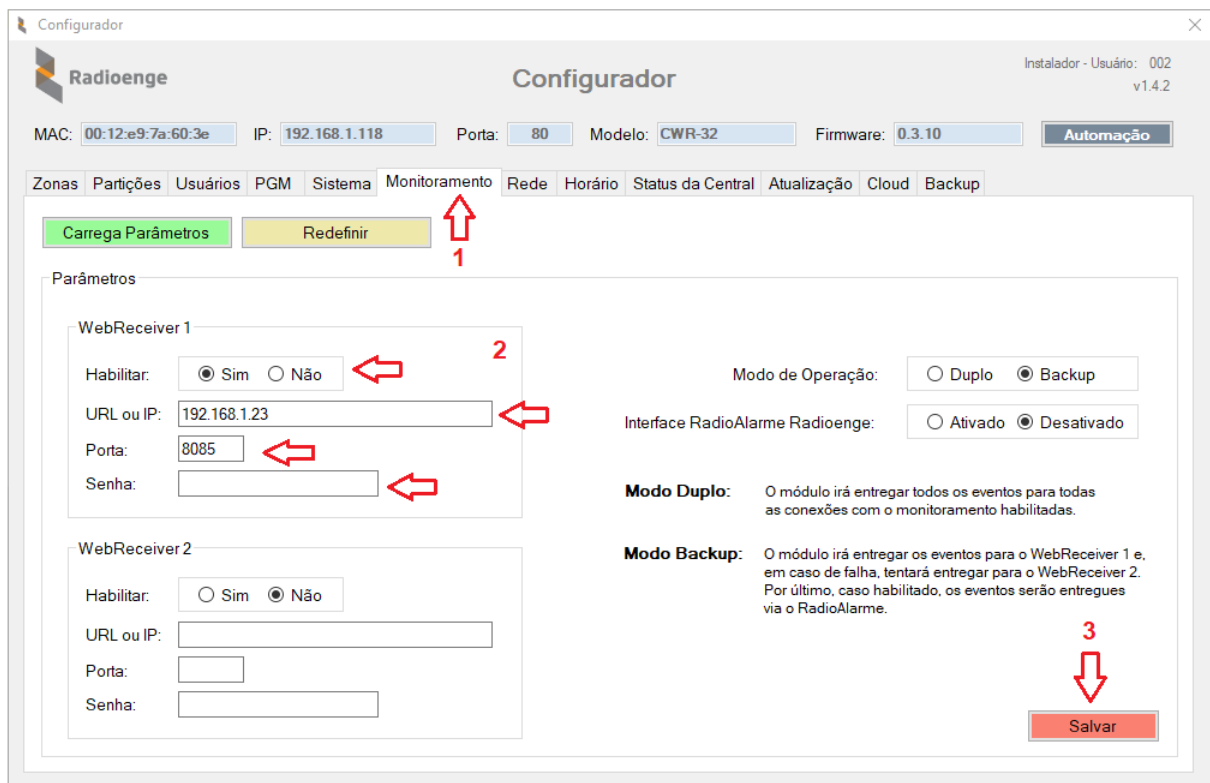 Configurador
Radioenge
Configurador
Instalador - Usuário: 002
v1.4.2
MAC: 00:12:e9:7a:60:3e IP: 192.168.1.118 Porta: 80 Modelo: CWR-32 Firmware: 0.3.10 Automação
Zonas Partições Usuários PGM Sistema Monitoramento Rede Horário Status da Central Atualização Cloud Backup
Carrega Parâmetros Redefinir
1
Parâmetros
WebReceiver 1
2
Habilitar: Sim Não
URL ou IP: 192.168.1.23
Porta: 8085
Senha:
WebReceiver 2
Habilitar: Sim Não
URL ou IP:
Porta:
Senha:
Modo de Operação: Duplo Backup
Interface RadioAlarme Radioenge: Ativado Desativado
Modo Duplo: O módulo irá entregar todos os eventos para todas
as conexões com o monitoramento habilitadas.
Modo Backup: O módulo irá entregar os eventos para o WebReceiver 1 e,
em caso de falha, tentará entregar para o WebReceiver 2.
Por último, caso habilitado, os eventos serão entregues
via o RadioAlarme.
3
Salvar